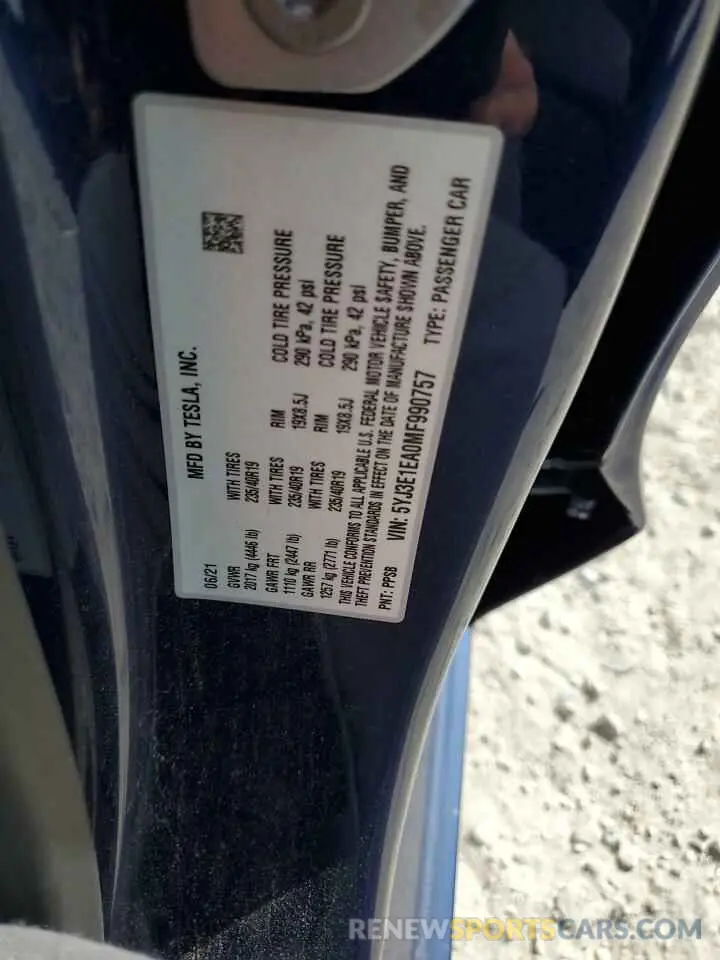 MFD BY TESLA, INC.
06/21
GVWR WITH TIRES RIM COLD TIRE PRESSURE
2017 kg (4446 lb) 235/40R19
GAWR FRT WITH TIRES RIM COLD TIRE PRESSURE
1110 kg (2447 lb) 235/40R19 19X8.5J 290 kPa, 42 psi
GAWR RR WITH TIRES RIM COLD TIRE PRESSURE
1257 kg (2771 lb) 235/40R19 19X8.5J 290 kPa, 42 psi
THIS VEHICLE CONFORMS TO ALL APPLICABLE U.S. FEDERAL MOTOR VEHICLE SAFETY, BUMPER, AND
THEFT PREVENTION STANDARDS IN EFFECT ON THE DATE OF MANUFACTURE SHOWN ABOVE.
PNT: PPSB VIN: 5YJ3E1EA0MF990757 TYPE: PASSENGER CAR
RENEWSPORTSCARS.COM